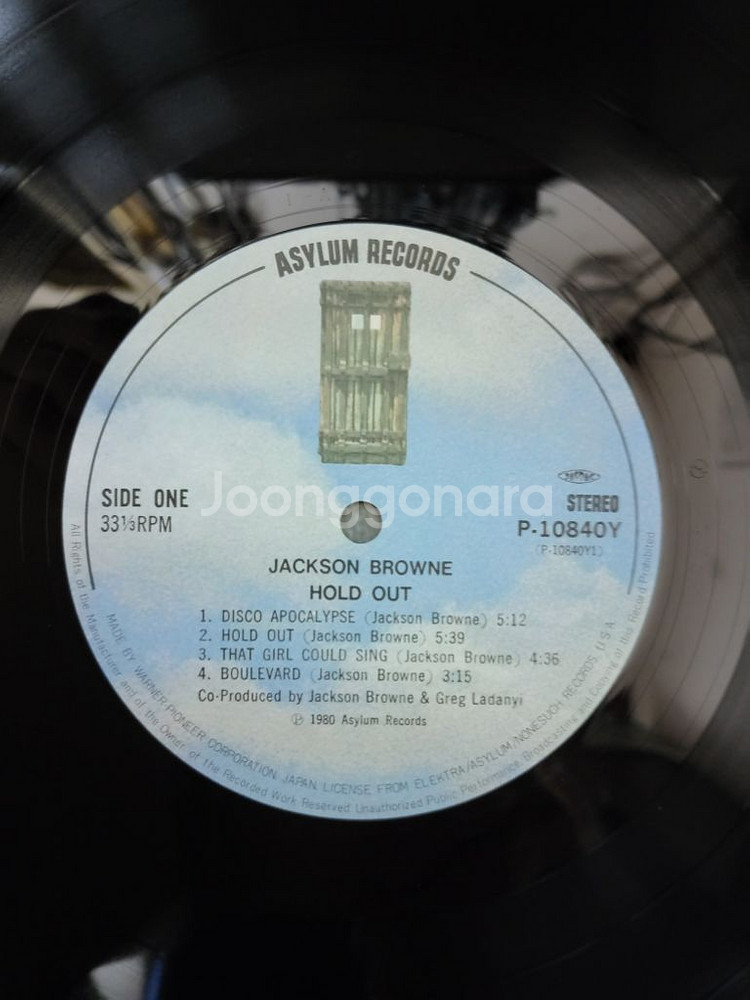 ASYLUM RECORDS
SIDE ONE
33⅓RPM
Joonggonara
STEREO
P-10840Y
(P-10840Y1)
JACKSON BROWNE
HOLD OUT
1. DISCO APOCALYPSE (Jackson Browne) 5:12
2. HOLD OUT (Jackson Browne) 5:39
3. THAT GIRL COULD SING (Jackson Browne) 4:36
4. BOULEVARD (Jackson Browne) 3:15
Co-Produced by Jackson Browne & Greg Ladanyi
Ⓟ 1980 Asylum Records
MADE BY WARNER-PIONEER CORPORATION, JAPAN. LICENSE FROM ELEKTRA/ASYLUM/NONESUCH RECORDS, U.S.A.
All Rights of the Manufacturer and of the Owner of the Recorded Work Reserved Unauthorized Public Performance, Broadcasting and Copying of this Record Prohibited